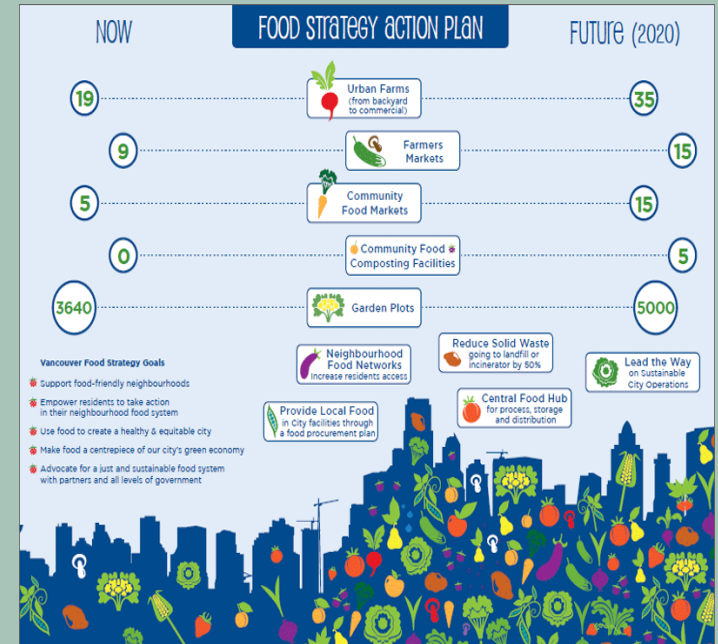 NOW
FOOD STRATEGY ACTION PLAN
FUTURE (2020)
19
Urban Farms
(from backyard
to commercial)
35
9
Farmers
Markets
15
5
Community
Food Markets
15
0
Community Food
Composting Facilities
5
3640
Garden Plots
5000
Vancouver Food Strategy Goals
Support food-friendly neighbourhoods
Empower residents to take action
in their neighbourhood food system
Use food to create a healthy & equitable city
Make food a centrepiece of our city's green economy
Advocate for a just and sustainable food system
with partners and all levels of government
Neighbourhood
Food Networks
Increase residents access
Reduce Solid Waste
going to landfill or
incinerator by 50%
Lead the Way
on Sustainable
City Operations
Provide Local Food
in City facilities through
a food procurement plan
Central Food Hub
for process, storage
and distribution